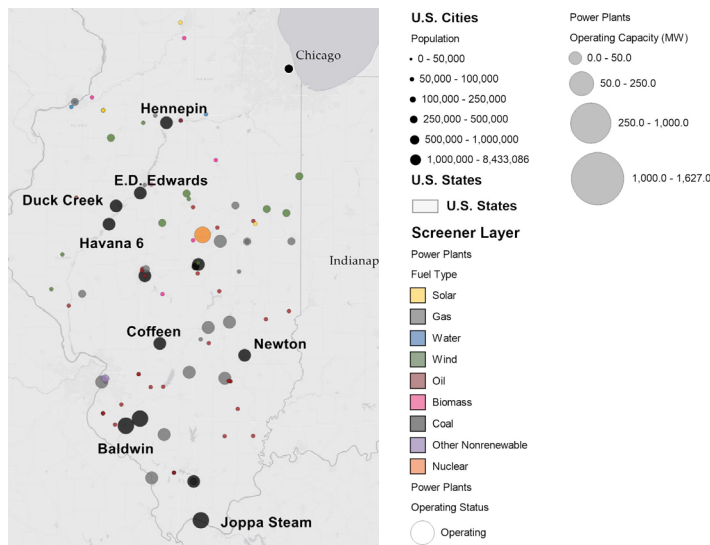 Chicago
Hennepin
E.D. Edwards
Duck Creek
Havana 6
Indianap
Coffeen
Newton
Baldwin
Joppa Steam
U.S. Cities
Population
0 - 50,000
50,000 - 100,000
100,000 - 250,000
250,000 - 500,000
500,000 - 1,000,000
1,000,000 - 8,433,086
U.S. States
U.S. States
Screener Layer
Power Plants
Fuel Type
Solar
Gas
Water
Wind
Oil
Biomass
Coal
Other Nonrenewable
Nuclear
Power Plants
Operating Status
Operating
Power Plants
Operating Capacity (MW)
0.0 - 50.0
50.0 - 250.0
250.0 - 1,000.0
1,000.0 - 1,627.0